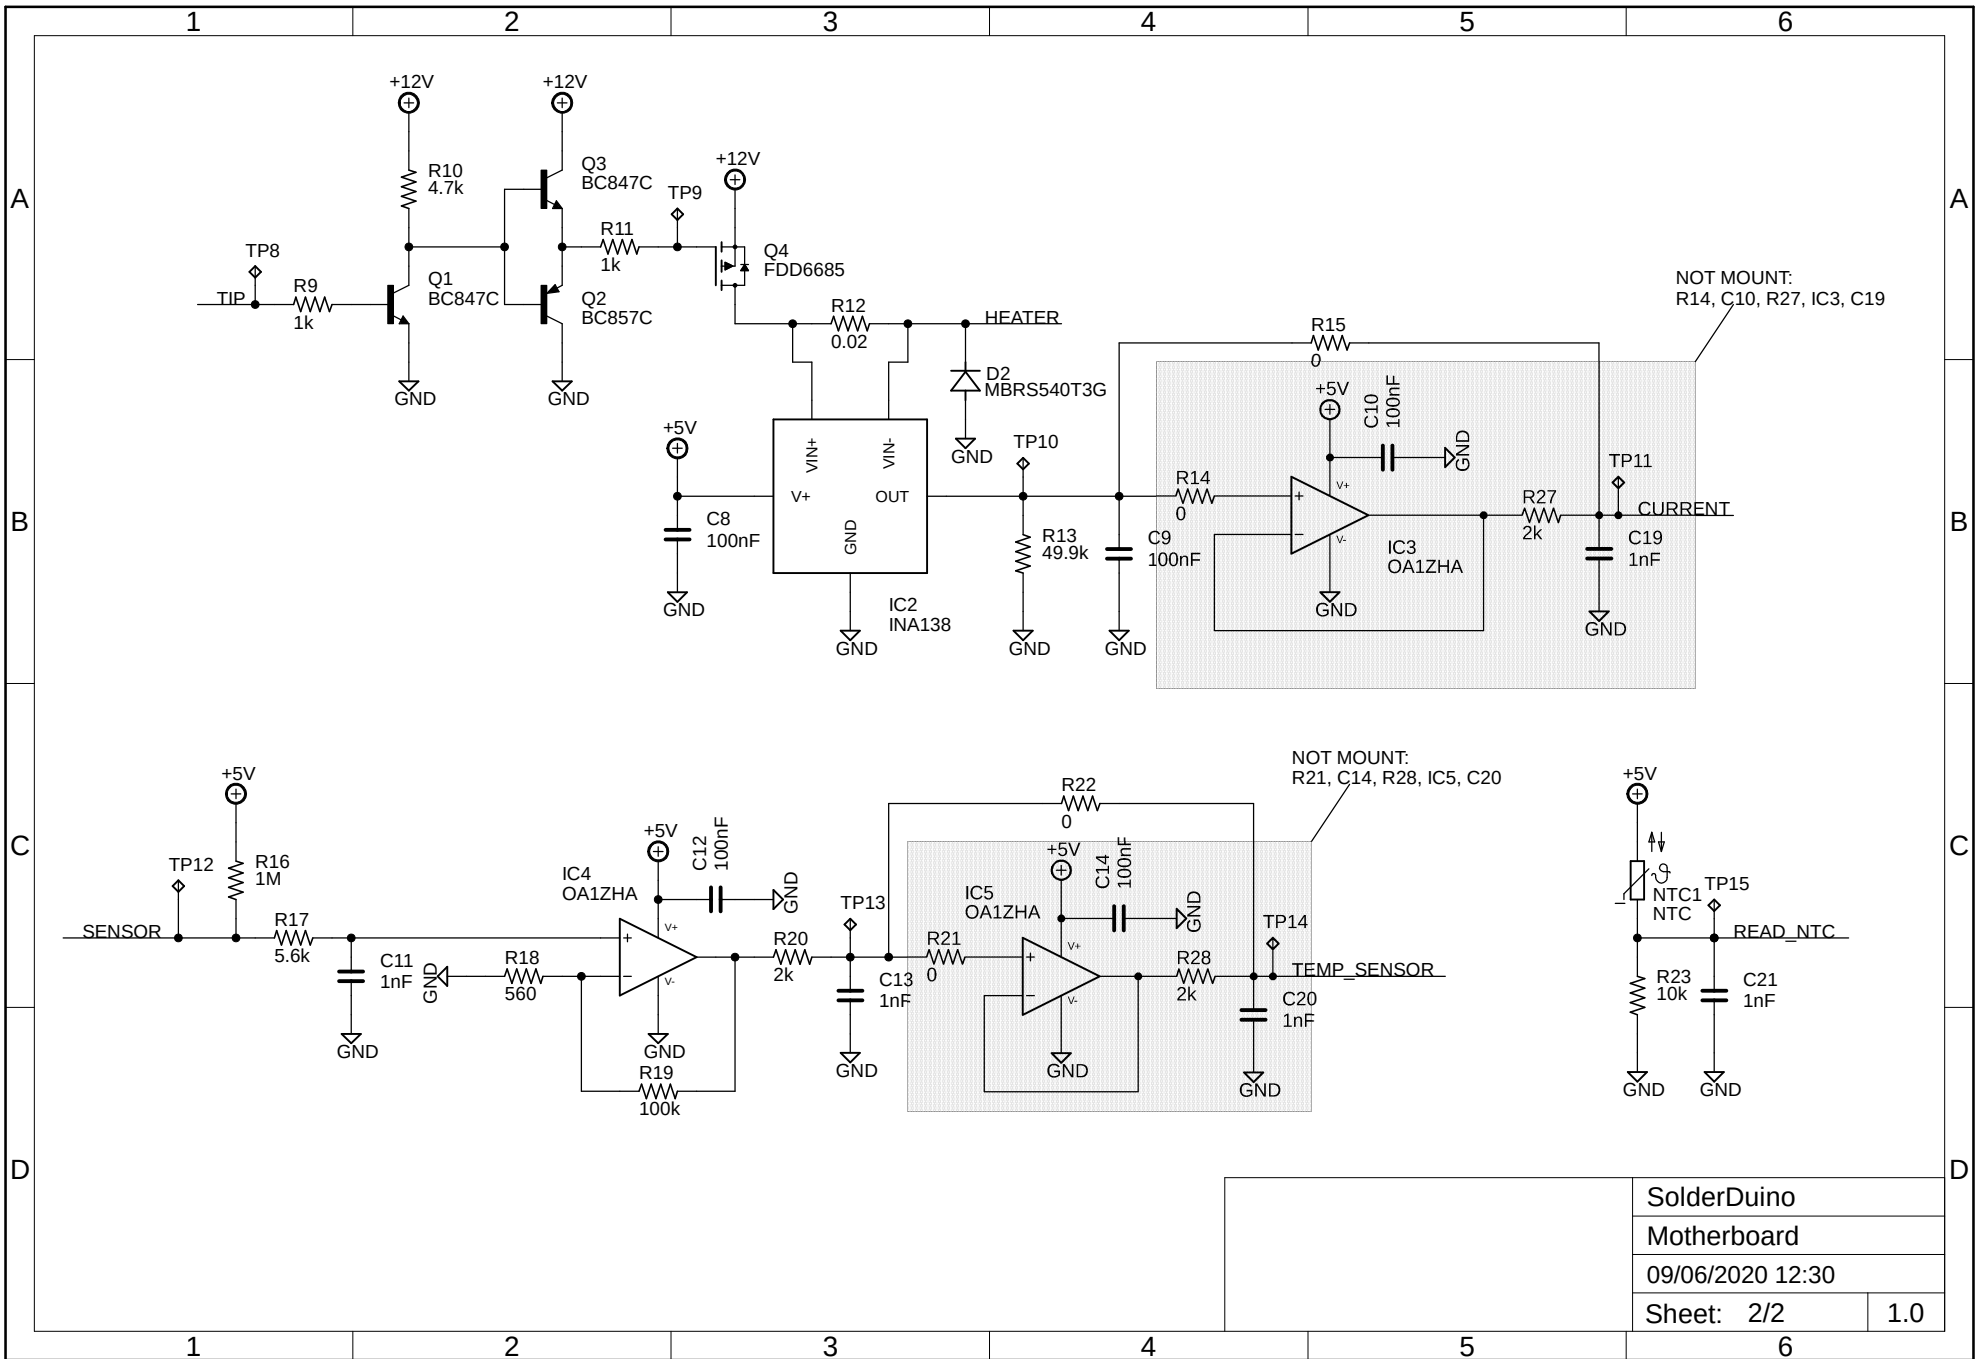 1 2 3 4 5 6
+12V
+12V
R10
4.7k
Q3
BC847C
+12V
TP9
A
A
TP8
R11
1k
Q4
FDD6685
TIP
R9
1k
Q1
BC847C
Q2
BC857C
GND
GND
R12
0.02
HEATER
D2
MBRS540T3G
GND
NOT MOUNT:
R14, C10, R27, IC3, C19
R15
0
+5V
C8
100nF
GND
VIN+
VIN-
V+
OUT
GND
IC2
INA138
GND
TP10
R13
49.9k
GND
C9
100nF
GND
R14
0
+5V
C10
100nF
GND
+
-
V+
V-
IC3
OA1ZHA
GND
R27
2k
TP11
CURRENT
C19
1nF
GND
B
B
+5V
TP12
R16
1M
SENSOR
R17
5.6k
C11
1nF
GND
GND
R18
560
IC4
OA1ZHA
+5V
C12
100nF
GND
+
-
V+
V-
GND
R19
100k
R20
2k
TP13
C13
1nF
GND
R22
0
NOT MOUNT:
R21, C14, R28, IC5, C20
R21
0
IC5
OA1ZHA
+5V
C14
100nF
GND
+
-
V+
V-
GND
R28
2k
TP14
TEMP_SENSOR
C20
1nF
GND
+5V
NTC1
NTC
TP15
READ_NTC
R23
10k
GND
C21
1nF
GND
C
C
D
D
SolderDuino
Motherboard
09/06/2020 12:30
Sheet: 2/2 1.0
1 2 3 4 5 6